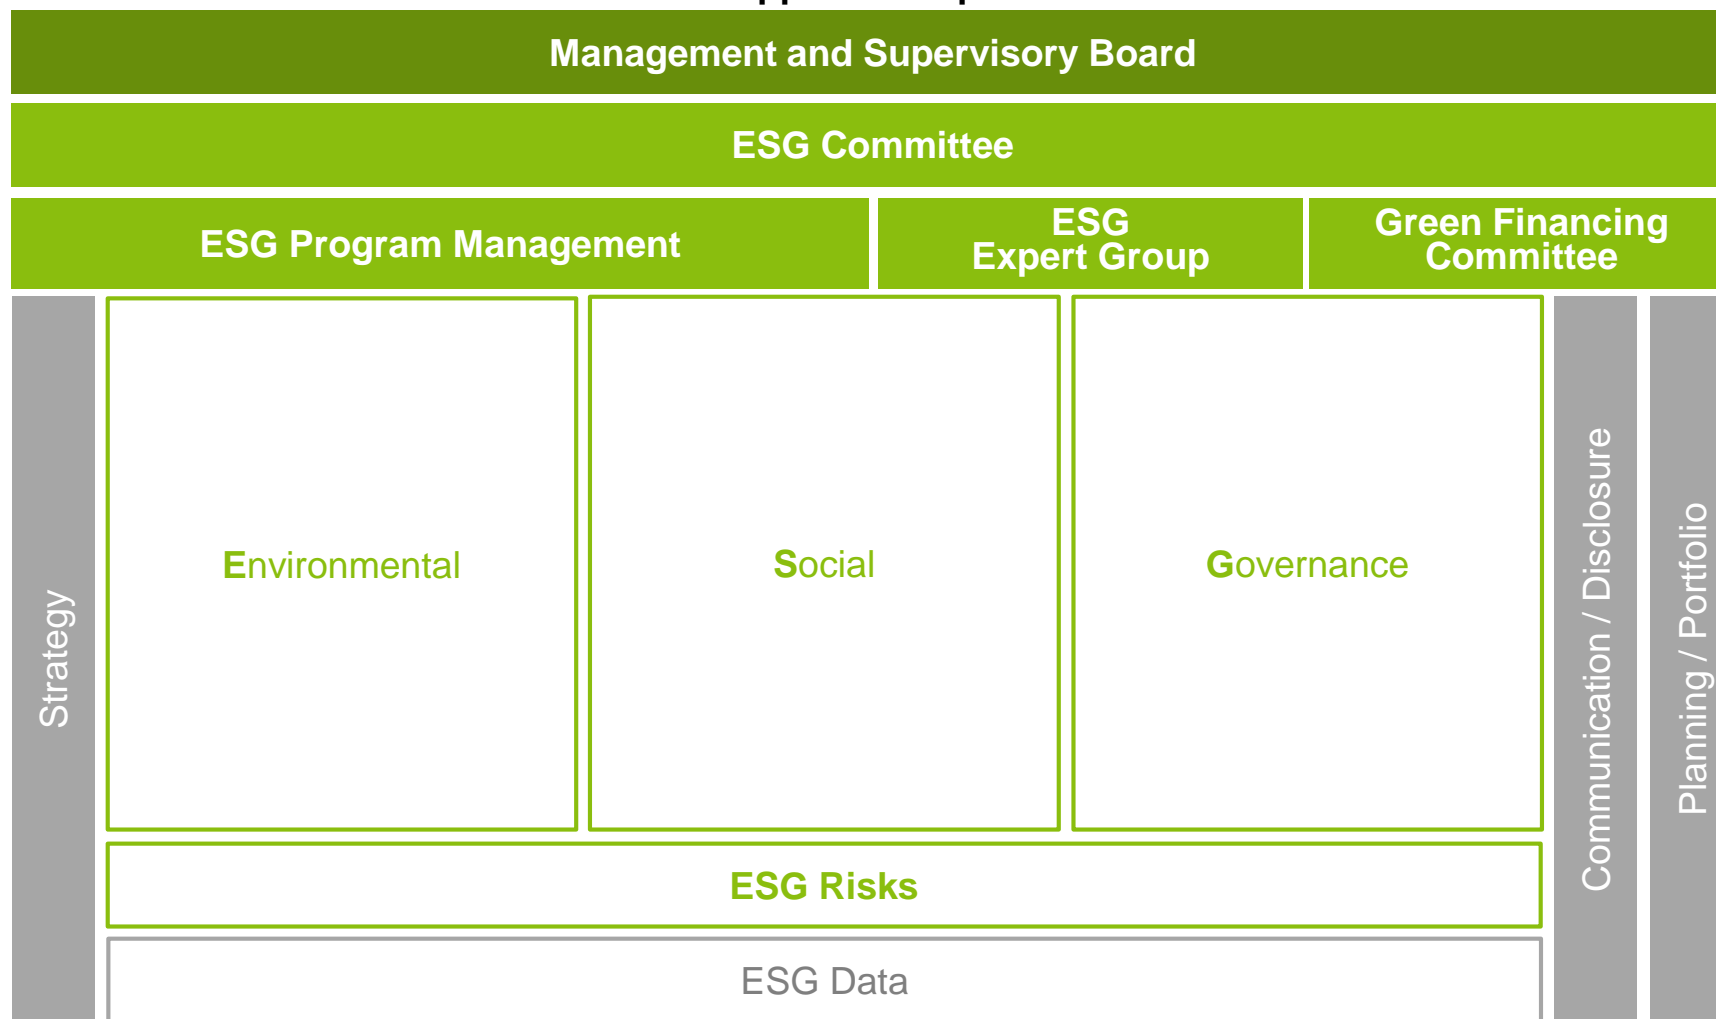 Management and Supervisory Board
ESG Committee
ESG Program Management
ESG
Expert Group
Green Financing
Committee
Strategy
Environmental
Social
Governance
Communication / Disclosure
Planning / Portfolio
ESG Risks
ESG Data